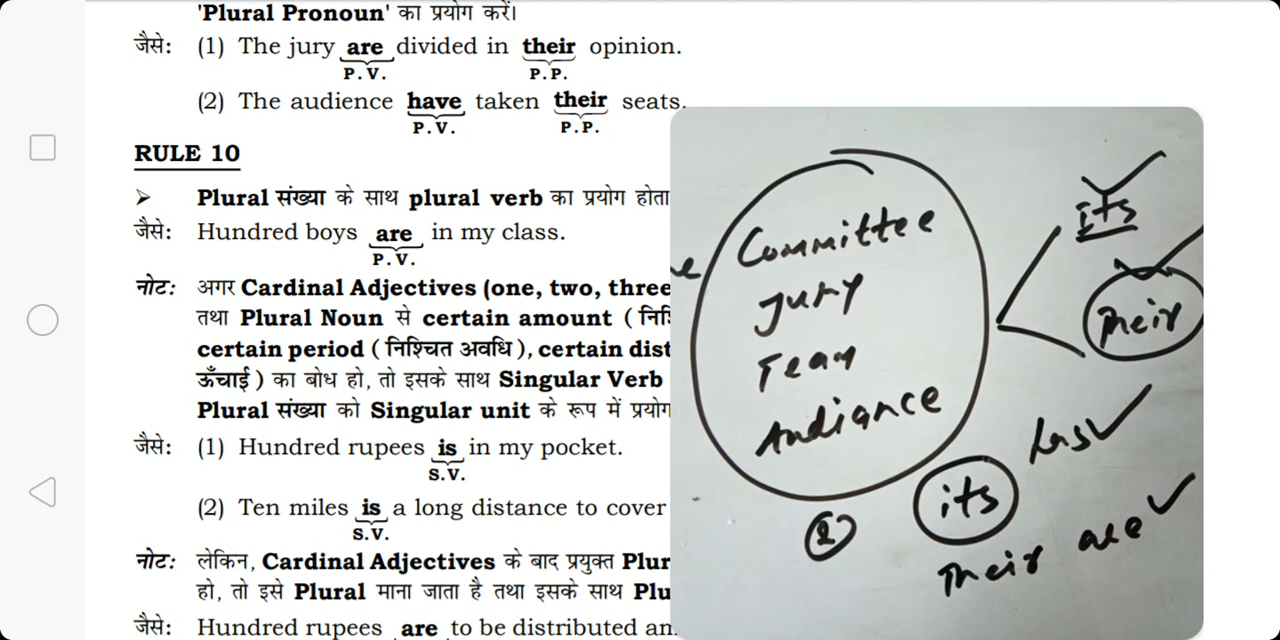 'Plural Pronoun' का प्रयोग करें।
जैसे: (1) The jury are divided in their opinion.
P.V. P.P.
(2) The audience have taken their seats.
P.V. P.P.
RULE 10
➢ Plural संख्या के साथ plural verb का प्रयोग होता
जैसे: Hundred boys are in my class.
P.V.
नोट: अगर Cardinal Adjectives (one, two, three
तथा Plural Noun से certain amount (
certain period (निश्चित अवधि), certain dist
ऊँचाई) का बोध हो, तो इसके साथ Singular Verb
Plural संख्या को Singular unit के रूप में प्रयोग
जैसे: (1) Hundred rupees is in my pocket.
S.V.
(2) Ten miles is a long distance to cover
S.V.
नोट: लेकिन, Cardinal Adjectives के बाद प्रयुक्त Plur
हो, तो इसे Plural माना जाता है तथा इसके साथ Plu
जैसे: Hundred rupees are to be distributed an
Committee
Jury
Team
Audiance
its
Their
its has
Their are